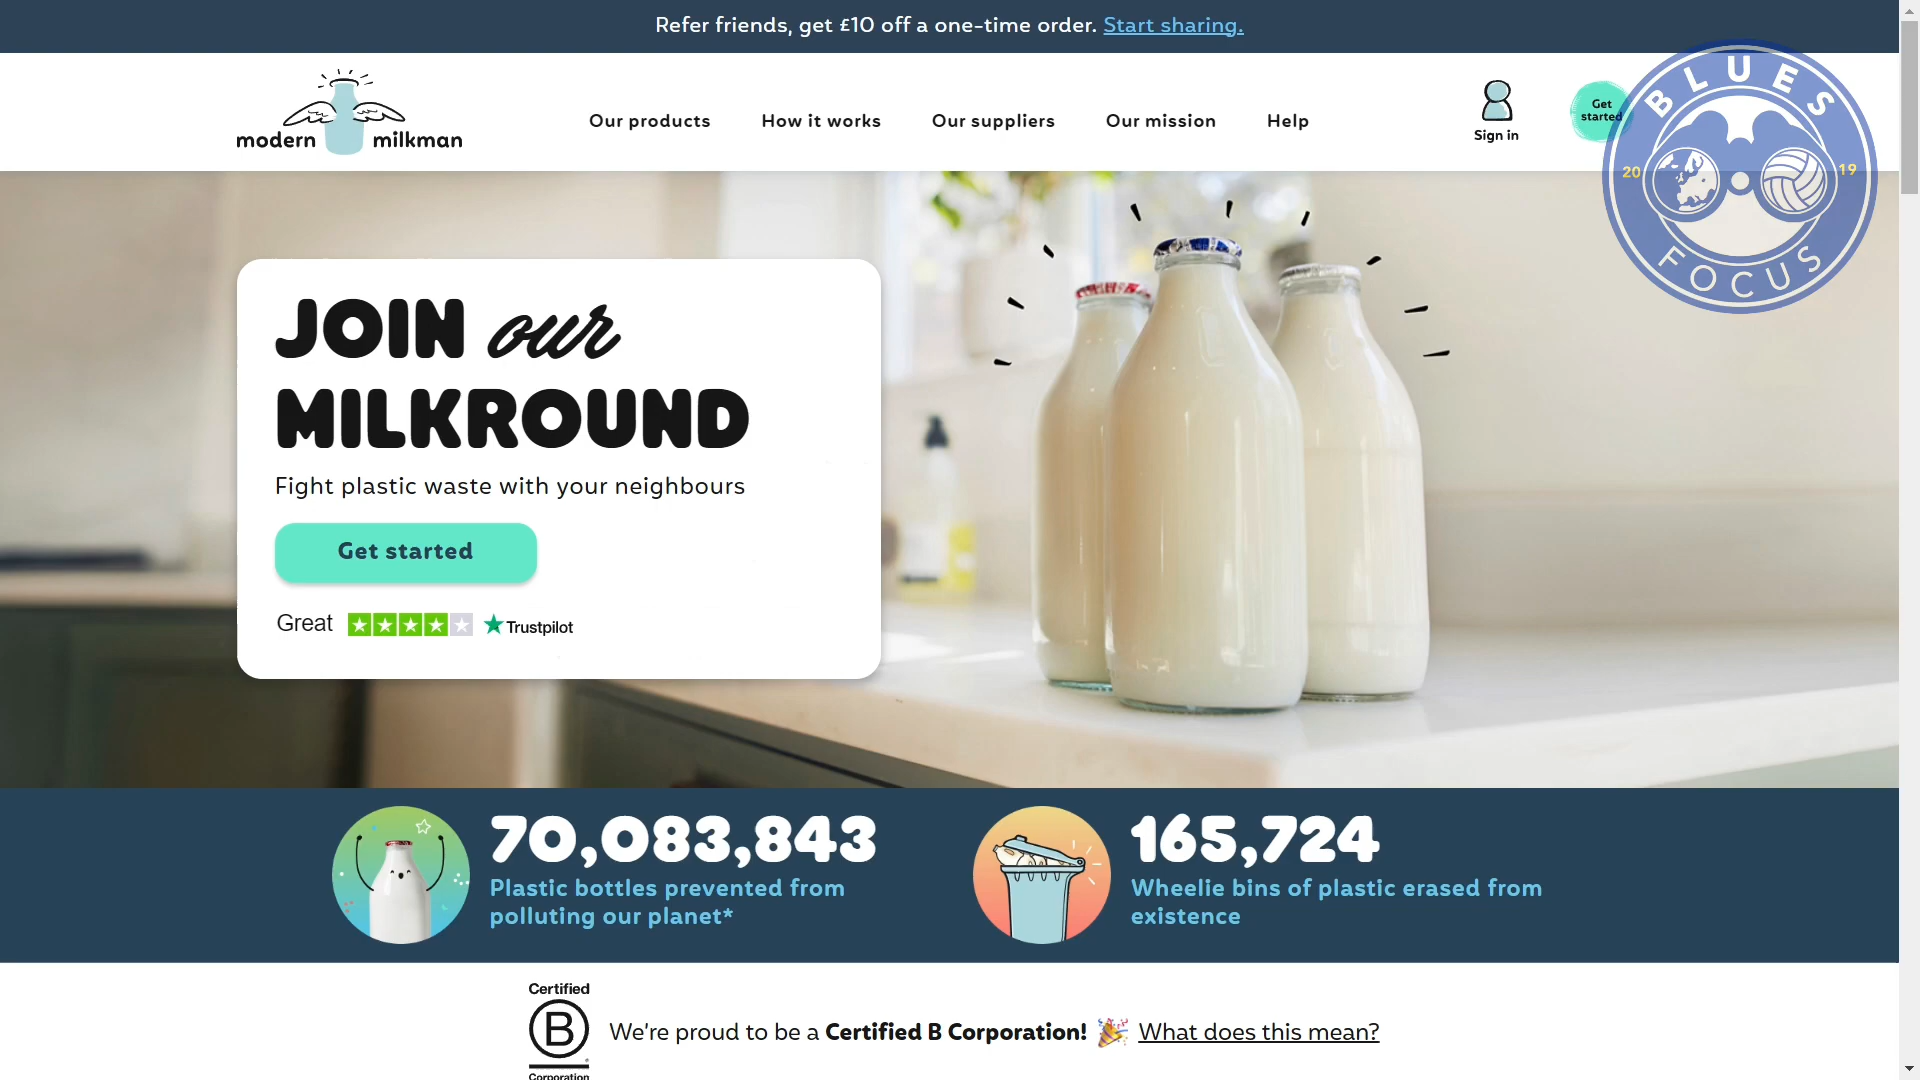 Refer friends, get £10 off a one-time order. Start sharing.
modern milkman
Our products
How it works
Our suppliers
Our mission
Help
Sign in
Get
started
BLUES
20 19
FOCUS
JOIN our
MILKROUND
Fight plastic waste with your neighbours
Get started
Great
Trustpilot
70,083,843
Plastic bottles prevented from
polluting our planet*
165,724
Wheelie bins of plastic erased from
existence
Certified
B
Corporation
We're proud to be a Certified B Corporation! 🎉 What does this mean?